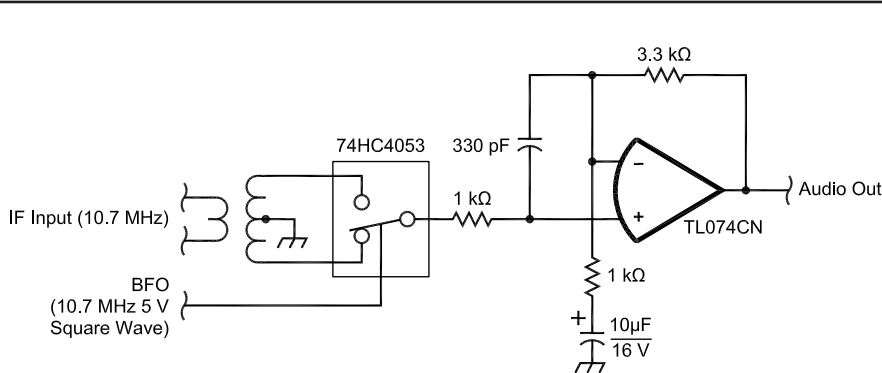 3.3 kΩ
74HC4053
330 pF
1 kΩ
IF Input (10.7 MHz)
−
+
Audio Out
TL074CN
BFO
(10.7 MHz 5 V
Square Wave)
1 kΩ
+
10µF
16 V